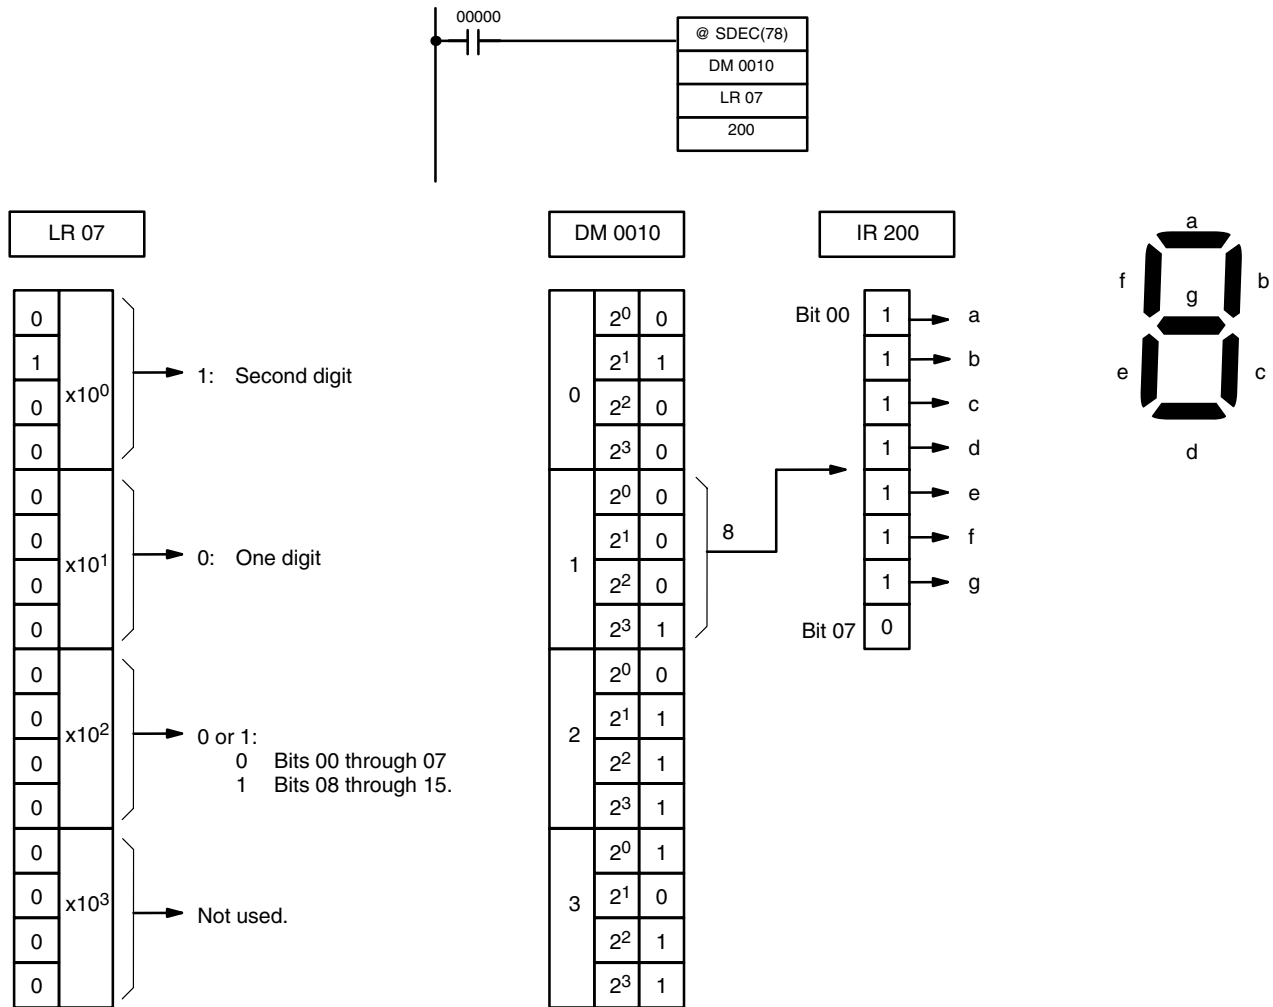 00000
@ SDEC(78)
DM 0010
LR 07
200
LR 07
DM 0010
IR 200
0
1
0
0
x10⁰
1: Second digit
0
0
0
0
x10¹
0: One digit
0
0
0
0
x10²
0 or 1:
0 Bits 00 through 07
1 Bits 08 through 15.
0
0
0
0
x10³
Not used.
0
2⁰ 0
2¹ 1
2² 0
2³ 0
1
2⁰ 0
2¹ 0
2² 0
2³ 1
8
2
2⁰ 0
2¹ 1
2² 1
2³ 1
3
2⁰ 1
2¹ 0
2² 1
2³ 1
Bit 00 1 a
1 b
1 c
1 d
1 e
1 f
1 g
Bit 07 0
a
f b
g
e c
d